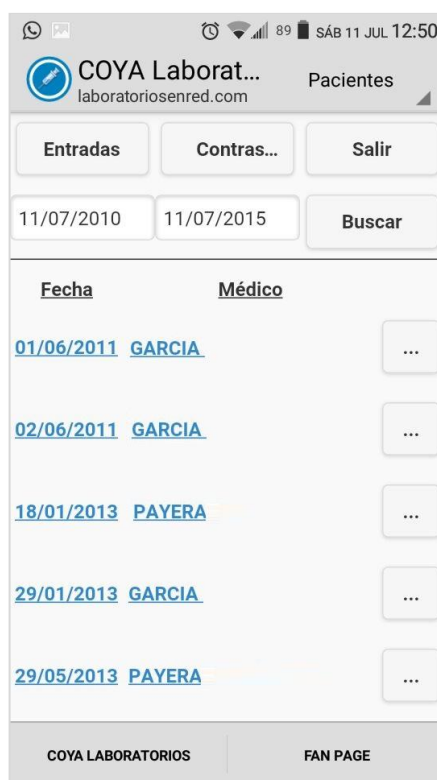 89 SÁB 11 JUL 12:50
COYA Laborat... Pacientes
laboratoriosenred.com
Entradas Contras... Salir
11/07/2010 11/07/2015 Buscar
Fecha Médico
01/06/2011 GARCIA ...
02/06/2011 GARCIA ...
18/01/2013 PAYERA ...
29/01/2013 GARCIA ...
29/05/2013 PAYERA ...
COYA LABORATORIOS FAN PAGE